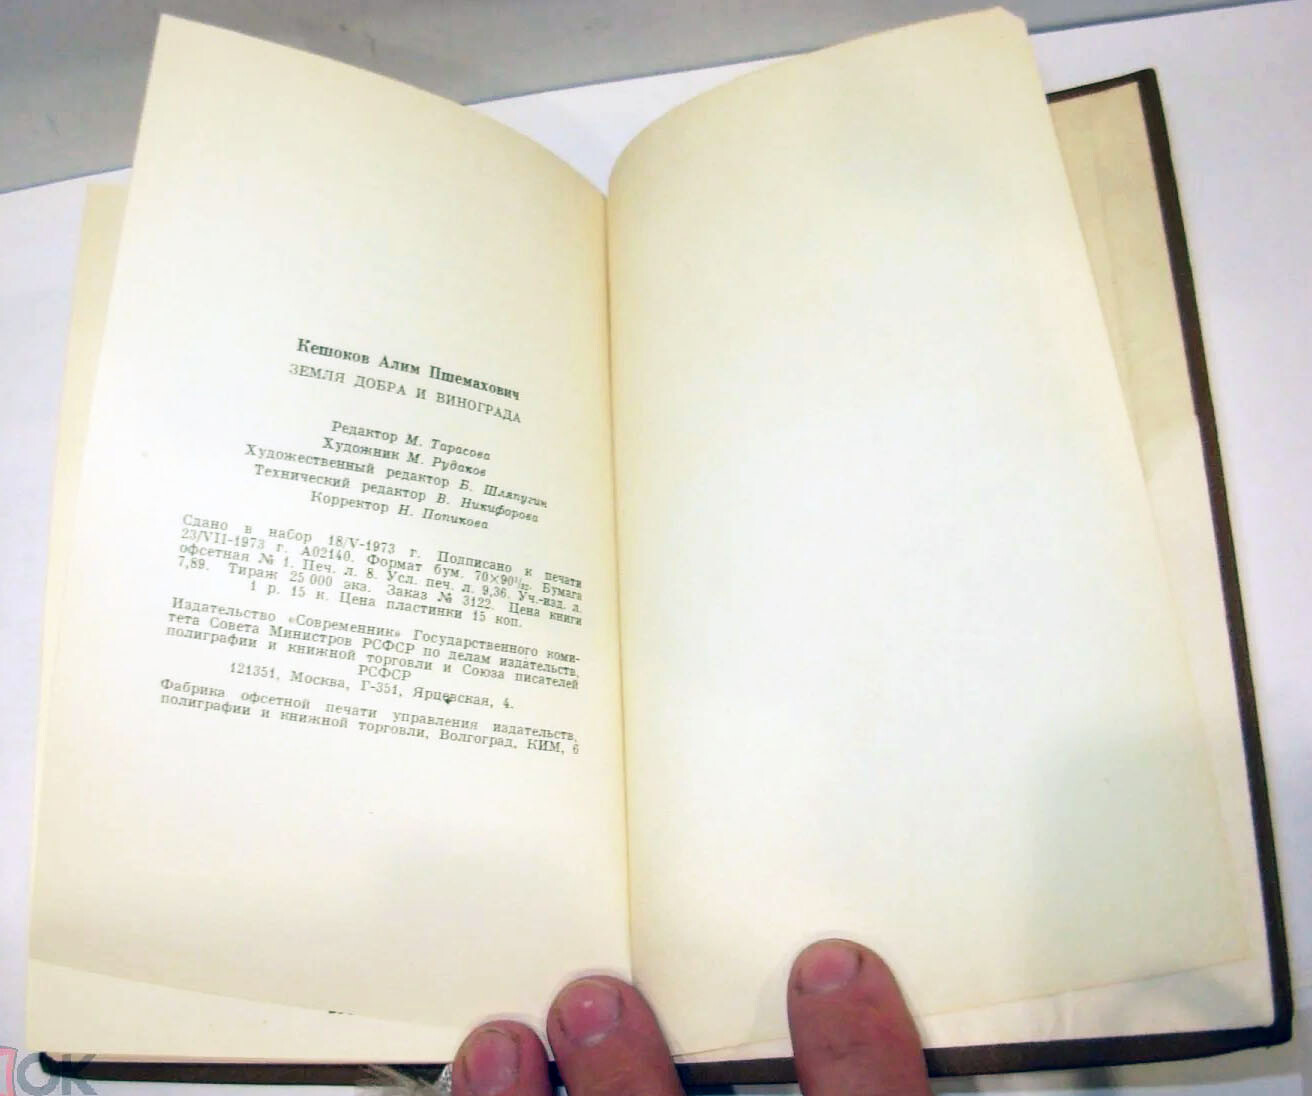 Кешоков Алим Пшемахович
ЗЕМЛЯ ДОБРА И ВИНОГРАДА
Редактор М. Тарасова
Художник М. Рудаков
Художественный редактор Б. Шляпугин
Технический редактор В. Никифорова
Корректор Н. Попикова
Сдано в набор 18/V-1973 г. Подписано к печати
23/VII-1973 г. А02140. Формат бум. 70×90¹/₃₂. Бумага
офсетная № 1. Печ. л. 8. Усл. печ. л. 9,36. Уч.-изд. л.
7,89. Тираж 25 000 экз. Заказ № 3122. Цена книги
1 р. 15 к. Цена пластинки 15 коп.
Издательство «Современник» Государственного коми-
тета Совета Министров РСФСР по делам издательств,
полиграфии и книжной торговли и Союза писателей
РСФСР
121351, Москва, Г-351, Ярцевская, 4.
Фабрика офсетной печати управления издательств,
полиграфии и книжной торговли, Волгоград, КИМ, 6
ОК